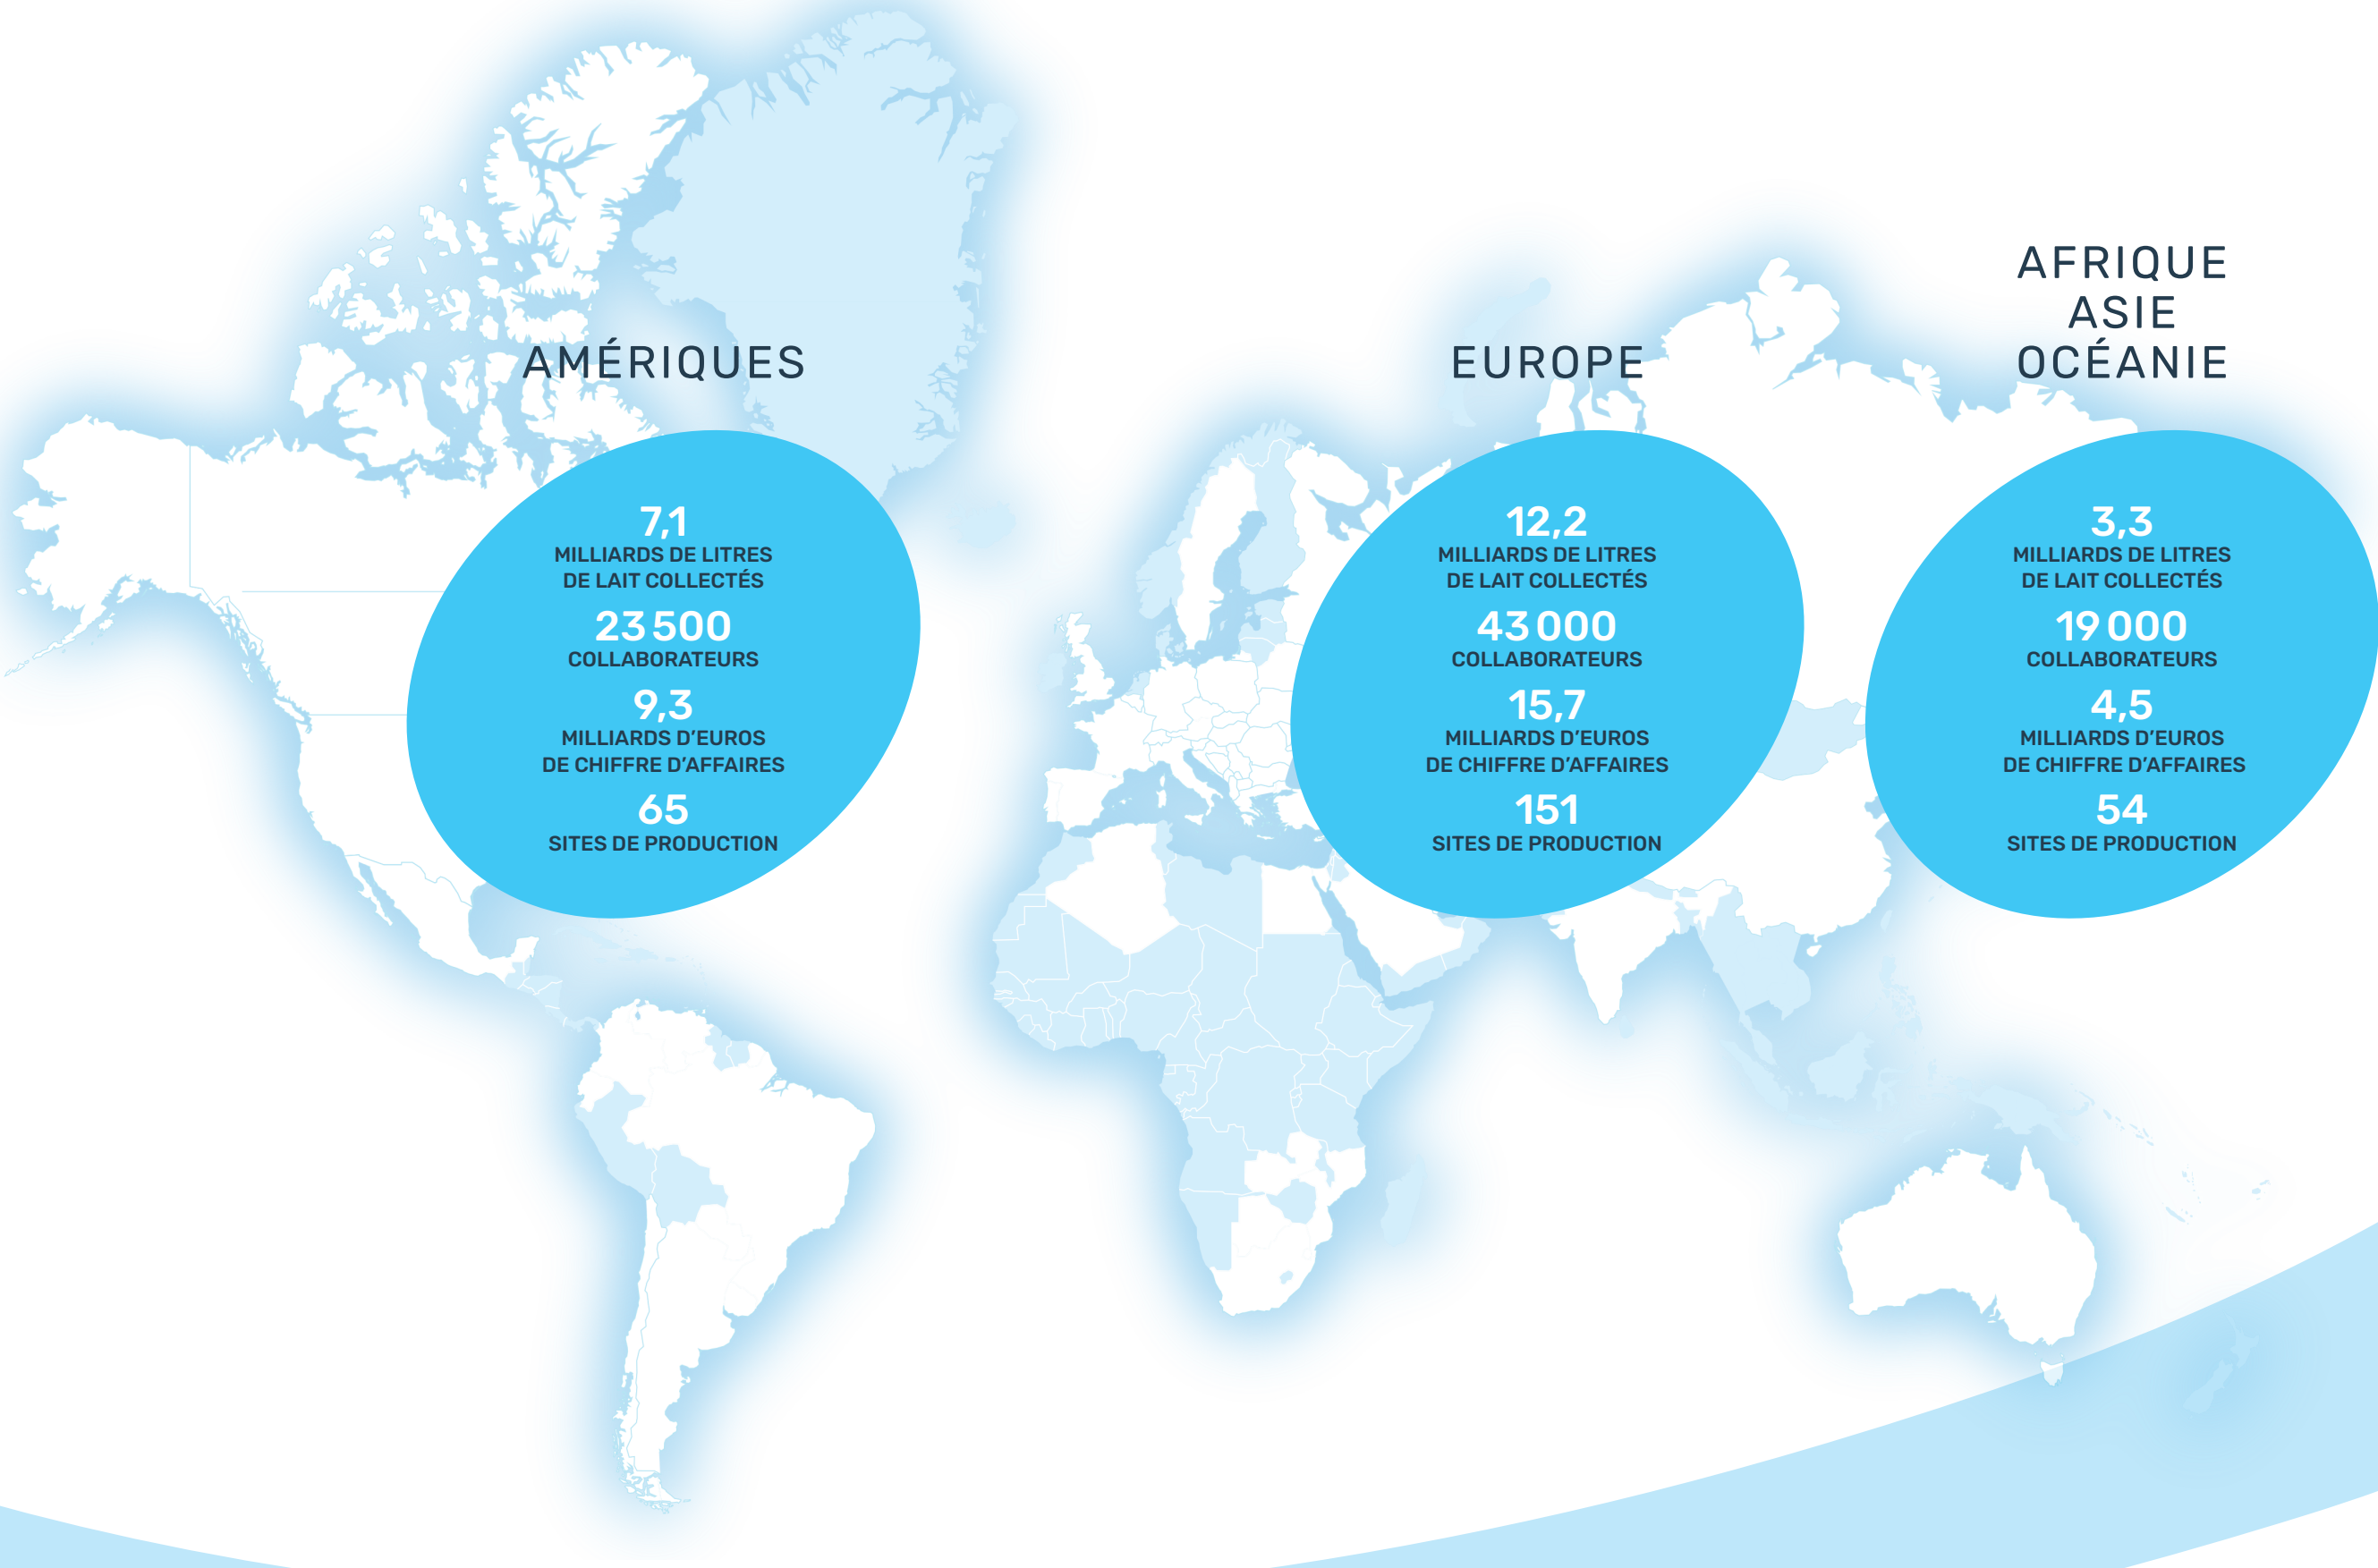 AMÉRIQUES
7,1
MILLIARDS DE LITRES
DE LAIT COLLECTÉS
23 500
COLLABORATEURS
9,3
MILLIARDS D’EUROS
DE CHIFFRE D’AFFAIRES
65
SITES DE PRODUCTION
EUROPE
12,2
MILLIARDS DE LITRES
DE LAIT COLLECTÉS
43 000
COLLABORATEURS
15,7
MILLIARDS D’EUROS
DE CHIFFRE D’AFFAIRES
151
SITES DE PRODUCTION
AFRIQUE
ASIE
OCÉANIE
3,3
MILLIARDS DE LITRES
DE LAIT COLLECTÉS
19 000
COLLABORATEURS
4,5
MILLIARDS D’EUROS
DE CHIFFRE D’AFFAIRES
54
SITES DE PRODUCTION